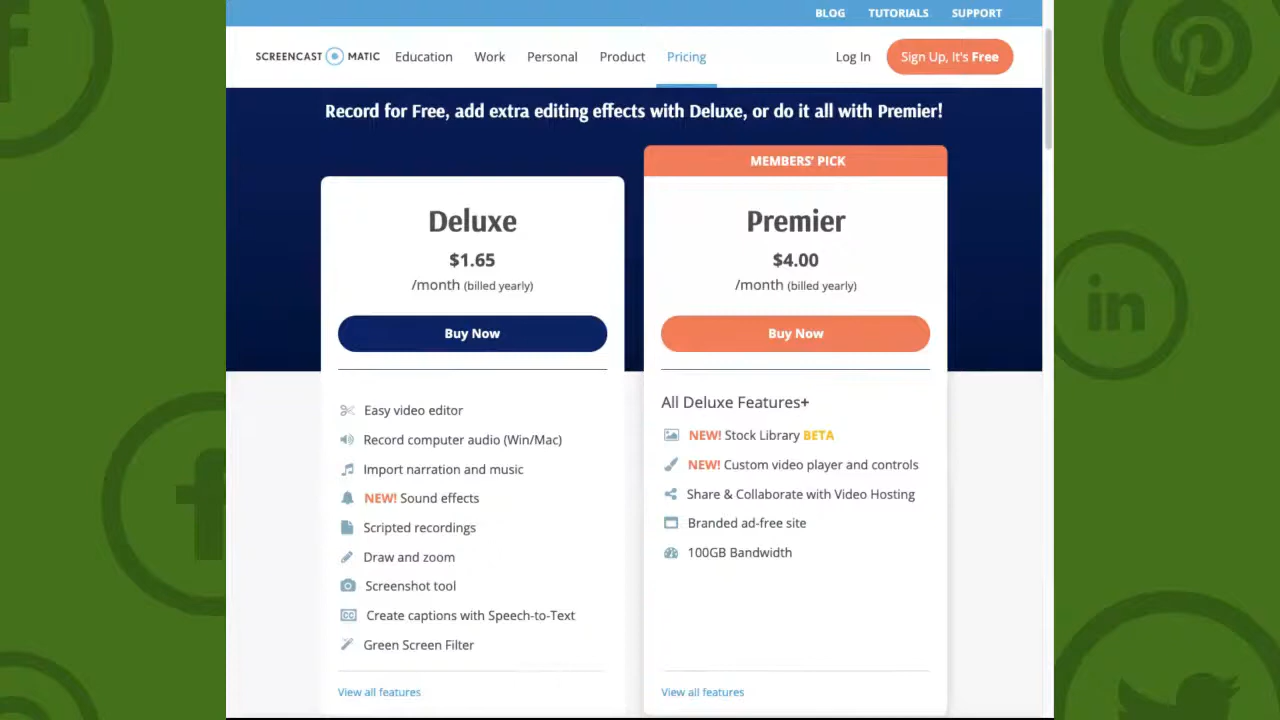 BLOG TUTORIALS SUPPORT
SCREENCAST MATIC Education Work Personal Product Pricing Log In Sign Up, It's Free
Record for Free, add extra editing effects with Deluxe, or do it all with Premier!
MEMBERS' PICK
Deluxe
$1.65
/month (billed yearly)
Buy Now
Easy video editor
Record computer audio (Win/Mac)
Import narration and music
NEW! Sound effects
Scripted recordings
Draw and zoom
Screenshot tool
CC Create captions with Speech-to-Text
Green Screen Filter
View all features
Premier
$4.00
/month (billed yearly)
Buy Now
All Deluxe Features+
NEW! Stock Library BETA
NEW! Custom video player and controls
Share & Collaborate with Video Hosting
Branded ad-free site
100GB Bandwidth
View all features
in